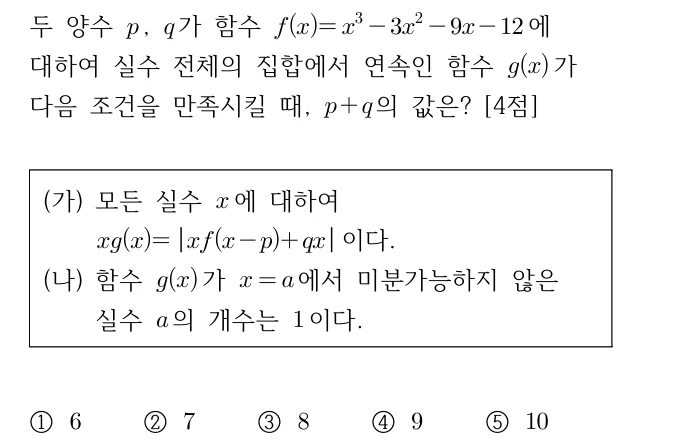 두 양수 p, q가 함수 f(x)=x³−3x²−9x−12에
대하여 실수 전체의 집합에서 연속인 함수 g(x)가
다음 조건을 만족시킬 때, p+q의 값은? [4점]
(가) 모든 실수 x에 대하여
xg(x)=|xf(x−p)+qx|이다.
(나) 함수 g(x)가 x=a에서 미분가능하지 않은
실수 a의 개수는 1이다.
① 6 ② 7 ③ 8 ④ 9 ⑤ 10